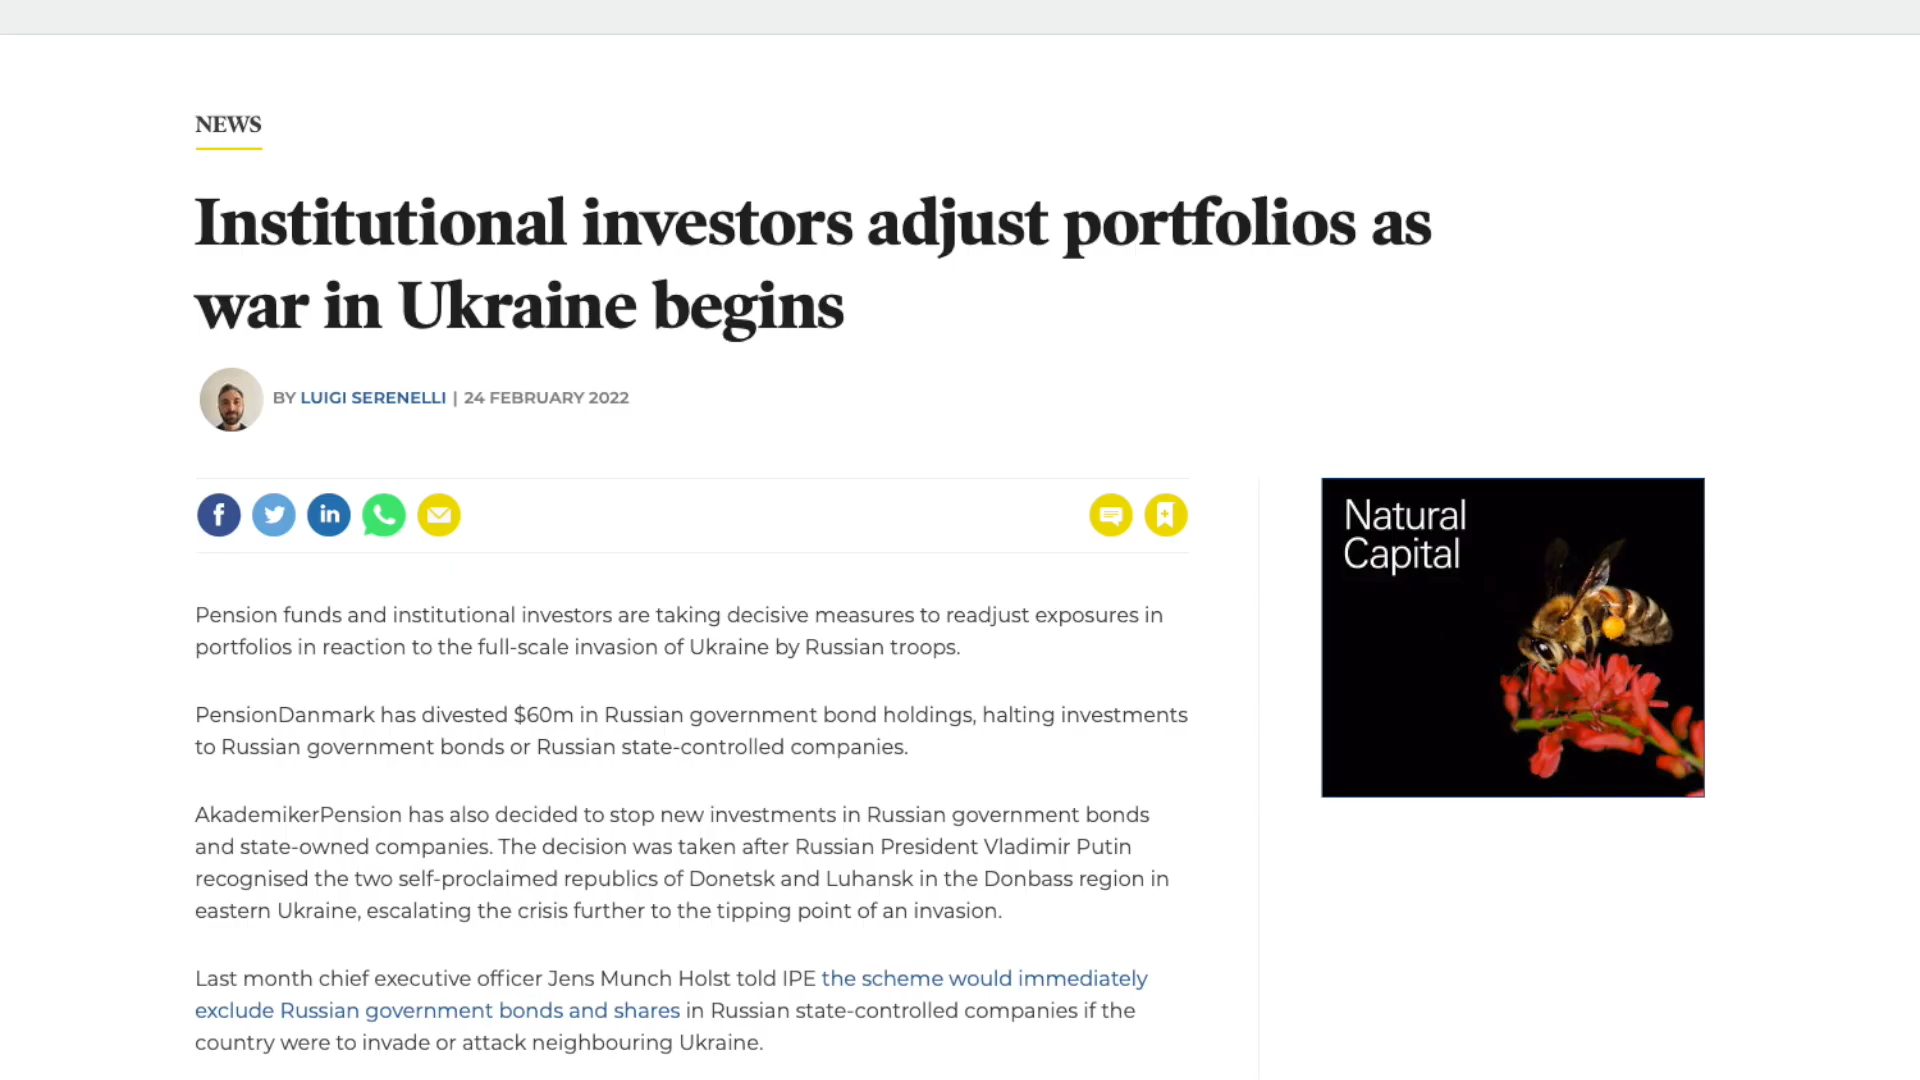 NEWS
Institutional investors adjust portfolios as
war in Ukraine begins
BY LUIGI SERENELLI | 24 FEBRUARY 2022
Natural
Capital
Pension funds and institutional investors are taking decisive measures to readjust exposures in
portfolios in reaction to the full-scale invasion of Ukraine by Russian troops.
PensionDanmark has divested $60m in Russian government bond holdings, halting investments
to Russian government bonds or Russian state-controlled companies.
AkademikerPension has also decided to stop new investments in Russian government bonds
and state-owned companies. The decision was taken after Russian President Vladimir Putin
recognised the two self-proclaimed republics of Donetsk and Luhansk in the Donbass region in
eastern Ukraine, escalating the crisis further to the tipping point of an invasion.
Last month chief executive officer Jens Munch Holst told IPE the scheme would immediately
exclude Russian government bonds and shares in Russian state-controlled companies if the
country were to invade or attack neighbouring Ukraine.